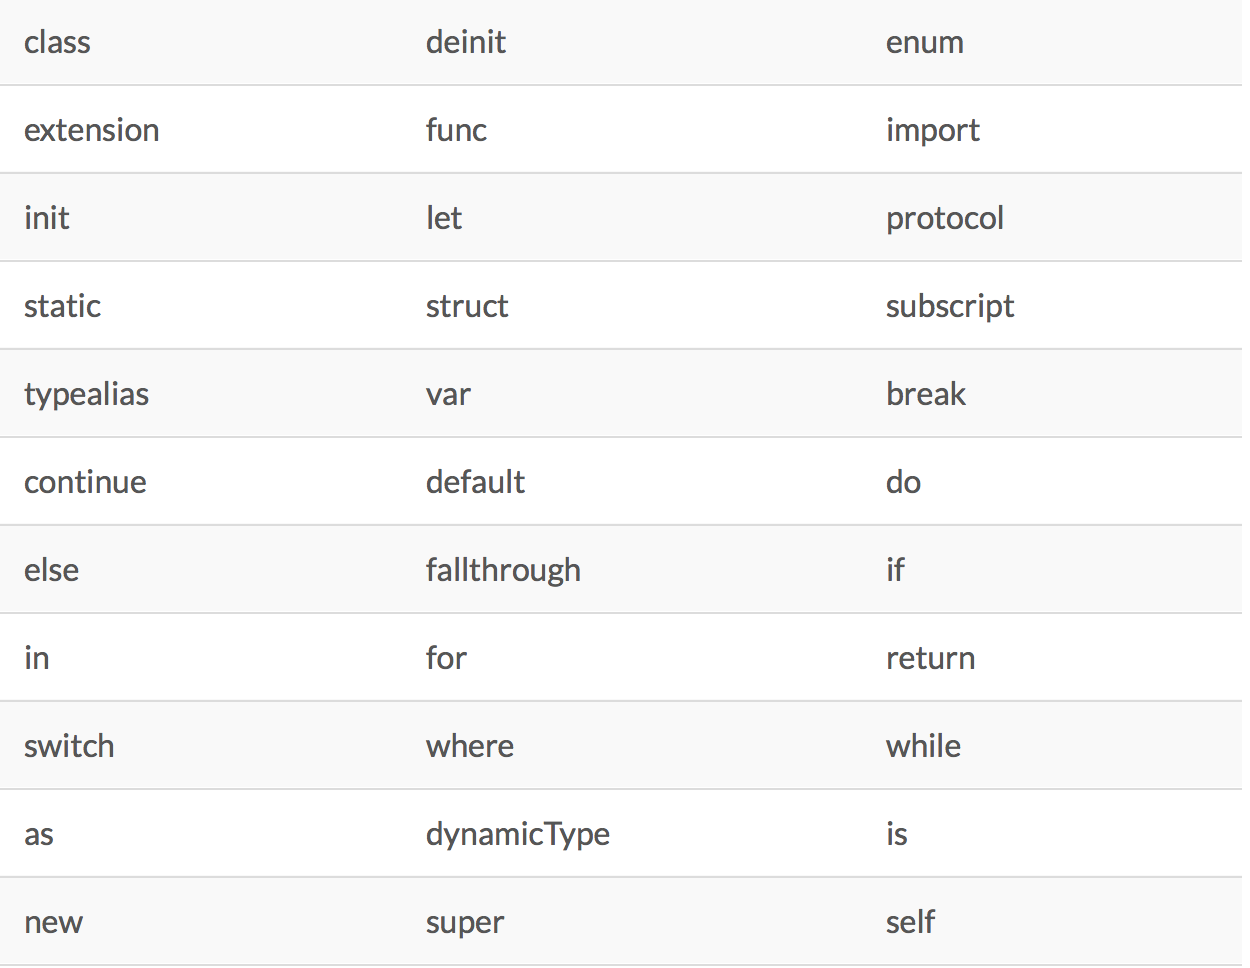 class deinit enum
extension func import
init let protocol
static struct subscript
typealias var break
continue default do
else fallthrough if
in for return
switch where while
as dynamicType is
new super self